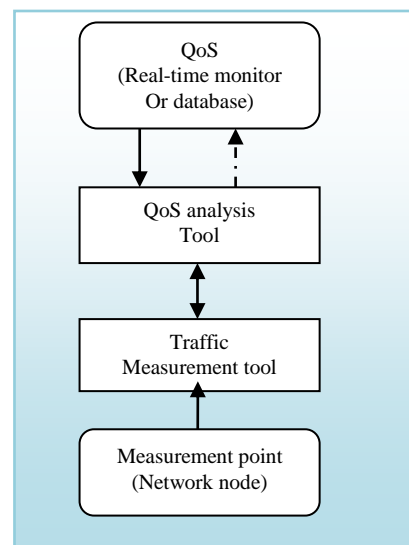 QoS
(Real-time monitor
Or database)
QoS analysis
Tool
Traffic
Measurement tool
Measurement point
(Network node)